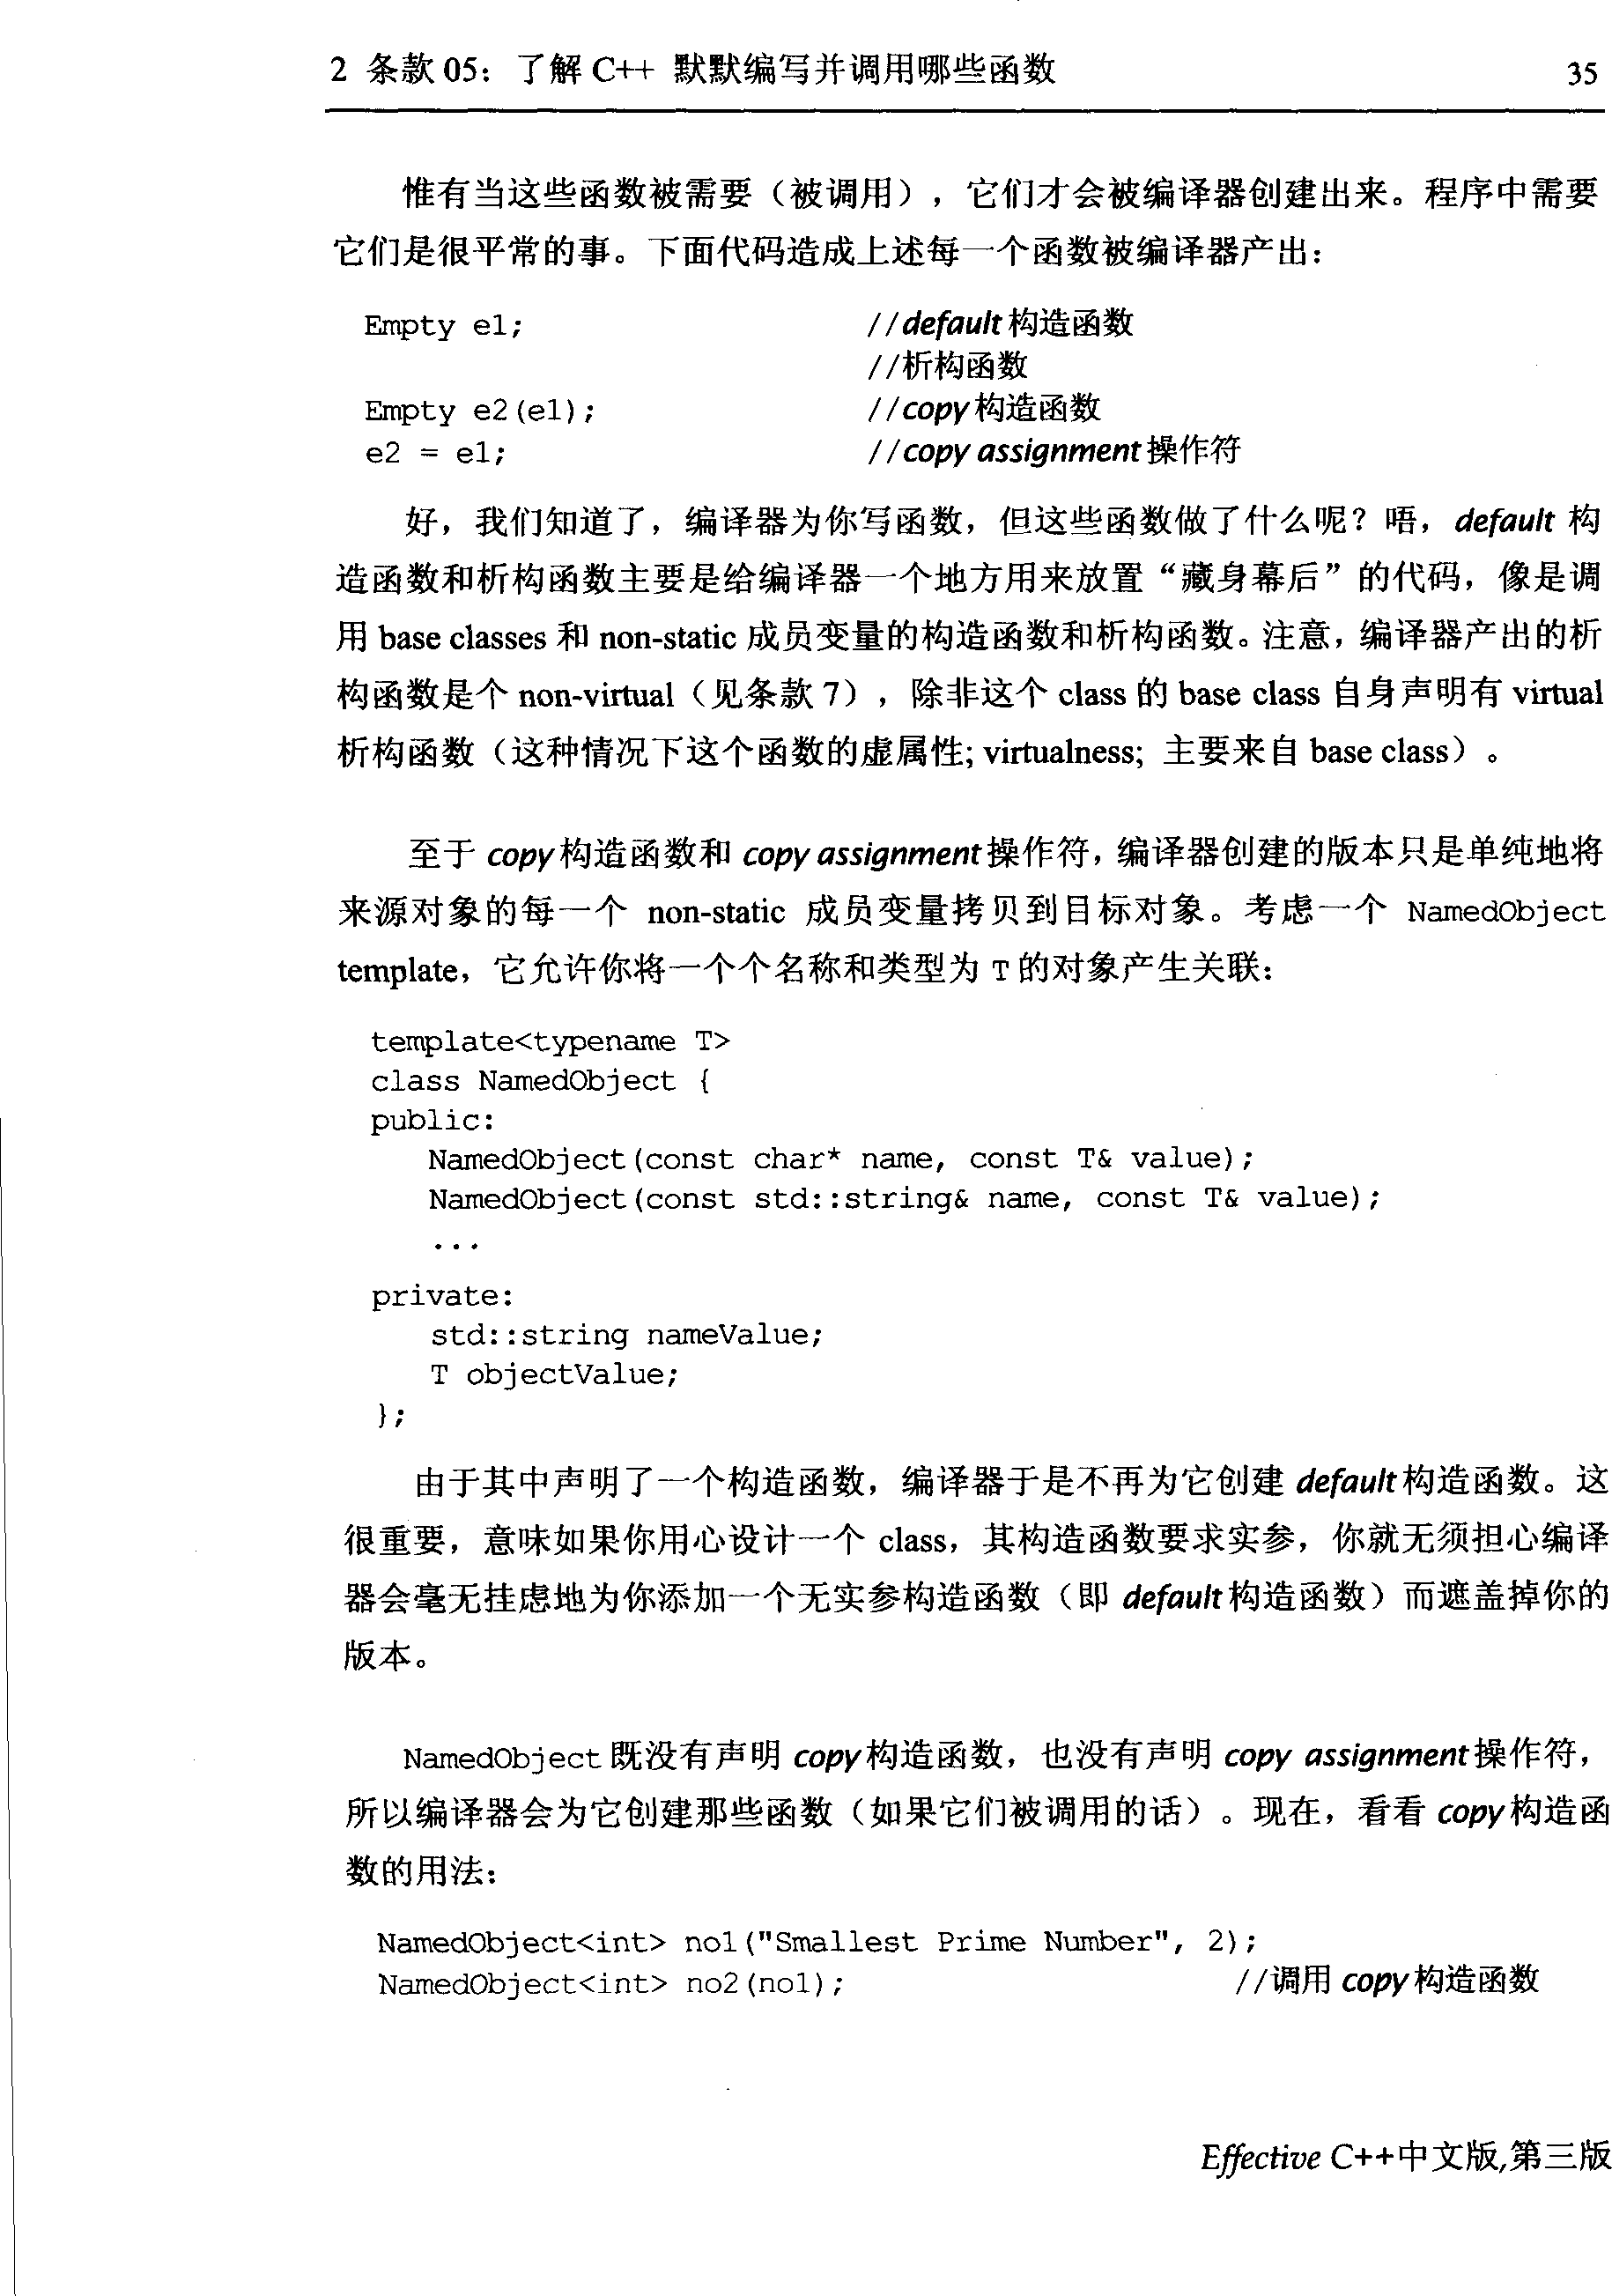 2 条款 05：了解 C++ 默默编写并调用哪些函数 35
惟有当这些函数被需要（被调用），它们才会被编译器创建出来。程序中需要
它们是很平常的事。下面代码造成上述每一个函数被编译器产出：
Empty e1; //default 构造函数
//析构函数
Empty e2(e1); //copy 构造函数
e2 = e1; //copy assignment 操作符
好，我们知道了，编译器为你写函数，但这些函数做了什么呢？唔，default 构
造函数和析构函数主要是给编译器一个地方用来放置“藏身幕后”的代码，像是调
用 base classes 和 non-static 成员变量的构造函数和析构函数。注意，编译器产出的析
构函数是个 non-virtual（见条款 7），除非这个 class 的 base class 自身声明有 virtual
析构函数（这种情况下这个函数的虚属性; virtualness; 主要来自 base class）。
至于 copy 构造函数和 copy assignment 操作符，编译器创建的版本只是单纯地将
来源对象的每一个 non-static 成员变量拷贝到目标对象。考虑一个 NamedObject
template，它允许你将一个个名称和类型为 T 的对象产生关联：
template<typename T>
class NamedObject {
public:
NamedObject(const char* name, const T& value);
NamedObject(const std::string& name, const T& value);
...
private:
std::string nameValue;
T objectValue;
};
由于其中声明了一个构造函数，编译器于是不再为它创建 default 构造函数。这
很重要，意味如果你用心设计一个 class，其构造函数要求实参，你就无须担心编译
器会毫无挂虑地为你添加一个无实参构造函数（即 default 构造函数）而遮盖掉你的
版本。
NamedObject 既没有声明 copy 构造函数，也没有声明 copy assignment 操作符，
所以编译器会为它创建那些函数（如果它们被调用的话）。现在，看看 copy 构造函
数的用法：
NamedObject<int> no1("Smallest Prime Number", 2);
NamedObject<int> no2(no1); //调用 copy 构造函数
Effective C++中文版,第三版